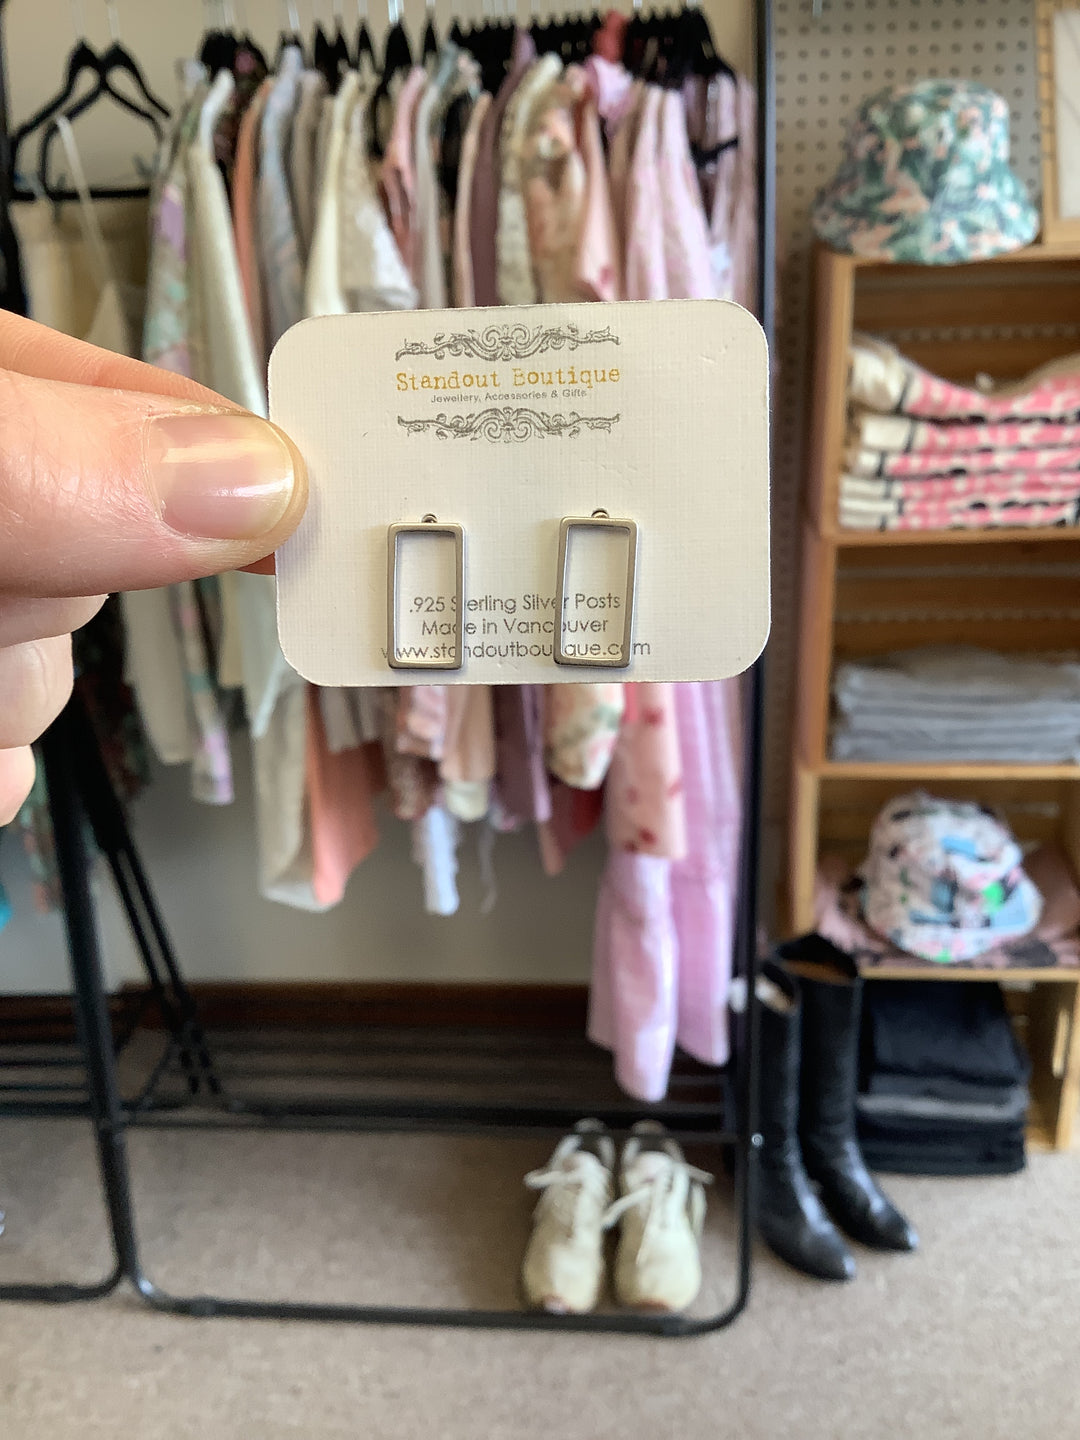 Standout Boutique
Jewellery, Accessories & Gifts
.925 Sterling Silver Posts
Made in Vancouver
www.standoutboutique.com